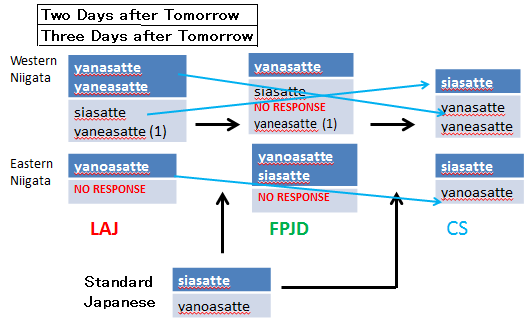 Two Days after Tomorrow
Three Days after Tomorrow
Western
Niigata
yanasatte
yaneasatte
siasatte
yaneasatte (1)
yanasatte
siasatte
NO RESPONSE
yaneasatte (1)
siasatte
yanasatte
yaneasatte
Eastern
Niigata
yanoasatte
NO RESPONSE
yanoasatte
siasatte
NO RESPONSE
siasatte
yanoasatte
LAJ
FPJD
CS
Standard
Japanese
siasatte
yanoasatte